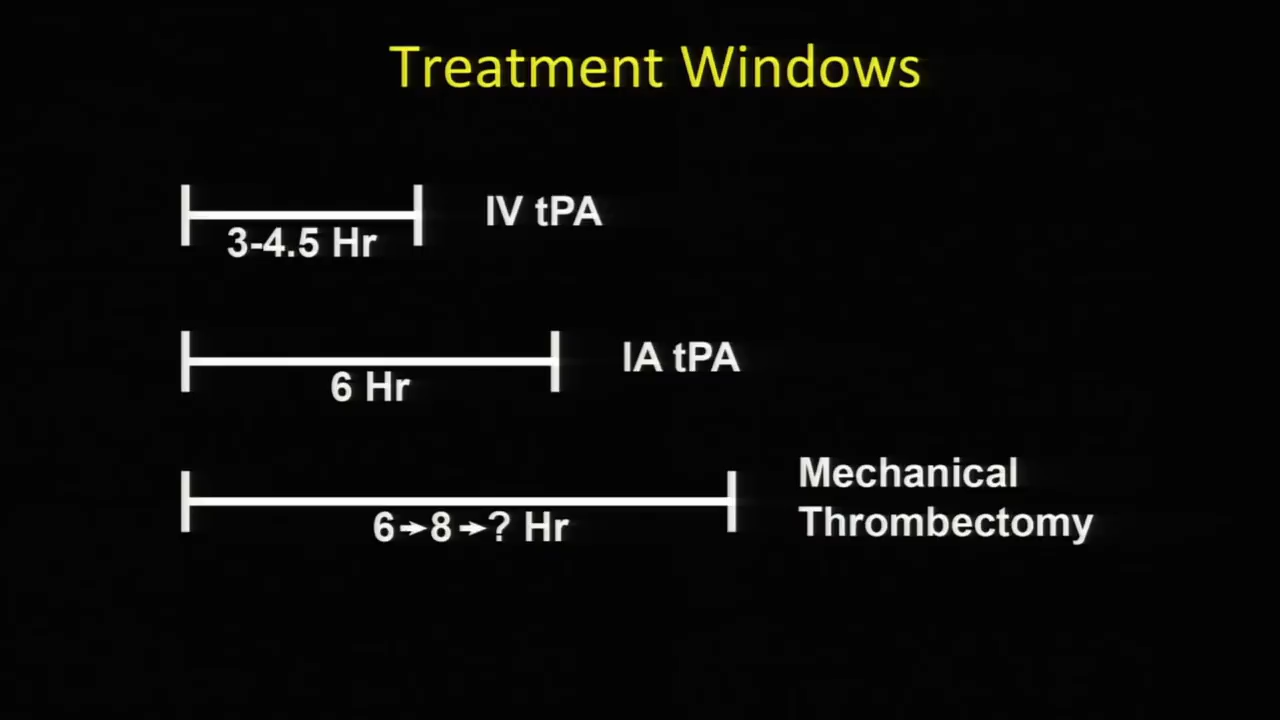 Treatment Windows
IV tPA
3-4.5 Hr
IA tPA
6 Hr
Mechanical
Thrombectomy
6→8→? Hr